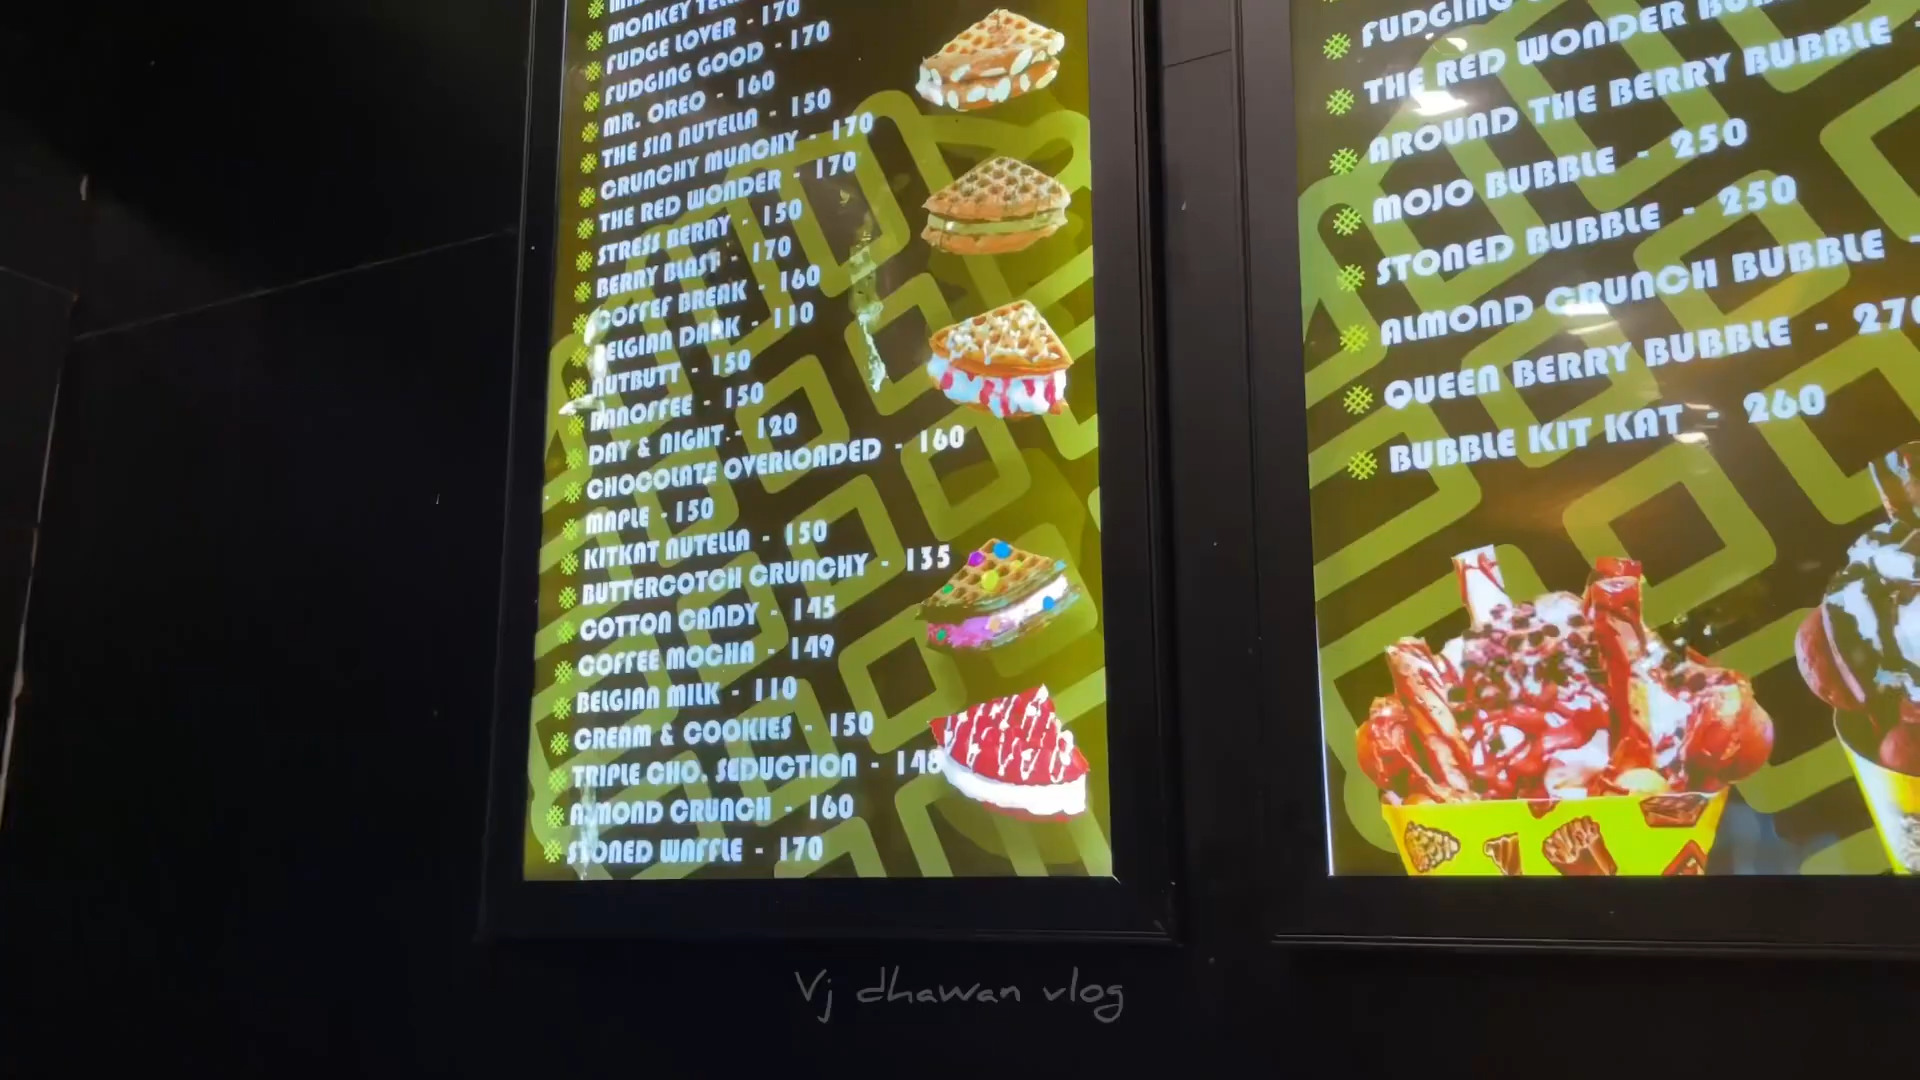 MONKEY
FUDGE LOVER - 170
FUDGING GOOD - 170
MR. OREO - 160
THE SIN NUTELLA - 150
CRUNCHY MUNCHY - 170
THE RED WONDER - 170
STRESS BERRY - 150
BERRY BLAST - 170
COFFEE BREAK - 160
BELGIAN DARK - 110
NUTBUTT - 150
BANOFFEE - 150
DAY & NIGHT - 120
CHOCOLATE OVERLOADED - 160
MAPLE - 150
KITKAT NUTELLA - 150
BUTTERCOTCH CRUNCHY - 135
COTTON CANDY - 145
COFFEE MOCHA - 149
BELGIAN MILK - 110
CREAM & COOKIES - 150
TRIPLE CHO. SEDUCTION - 148
ALMOND CRUNCH - 160
STONED WAFFLE - 170
FUDGING
THE RED WONDER
AROUND THE BERRY BUBBLE -
MOJO BUBBLE - 250
STONED BUBBLE - 250
ALMOND CRUNCH BUBBLE -
QUEEN BERRY BUBBLE - 270
BUBBLE KIT KAT - 260
Vj dhawan vlog